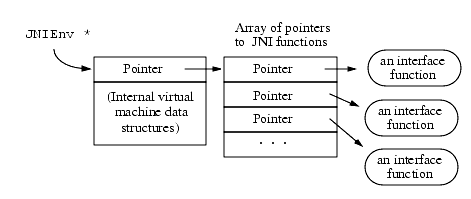 JNIEnv *
Array of pointers
to JNI functions
Pointer
(Internal virtual
machine data
structures)
Pointer
Pointer
Pointer
. . .
an interface
function
an interface
function
an interface
function